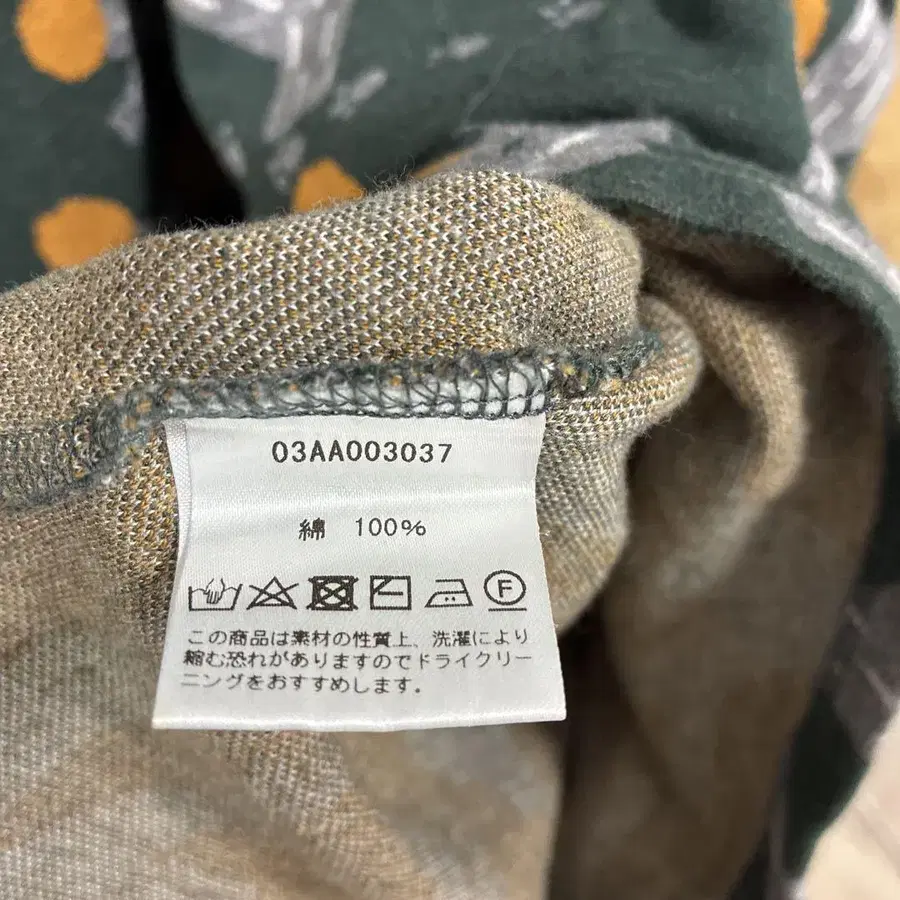 03AA003037
綿 100%
F
この商品は素材の性質上、洗濯により
縮む恐れがありますのでドライクリー
ニングをおすすめします。